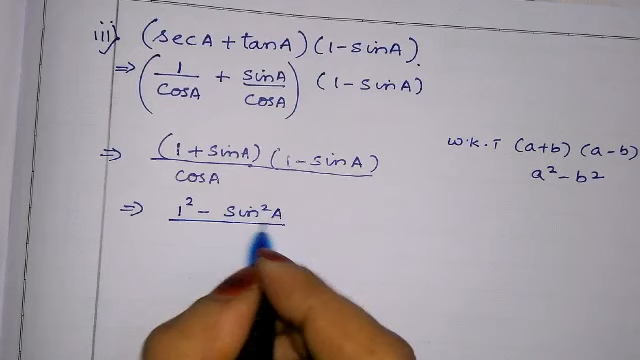 iii). (secA + tanA) (1 - sinA).
⇒ (1/CosA + SinA/CosA) (1 - SinA)
⇒ (1 + sinA) (1 - sinA) / CosA
W.K.T (a+b) (a-b)
a² - b²
⇒ 1² - Sin²A